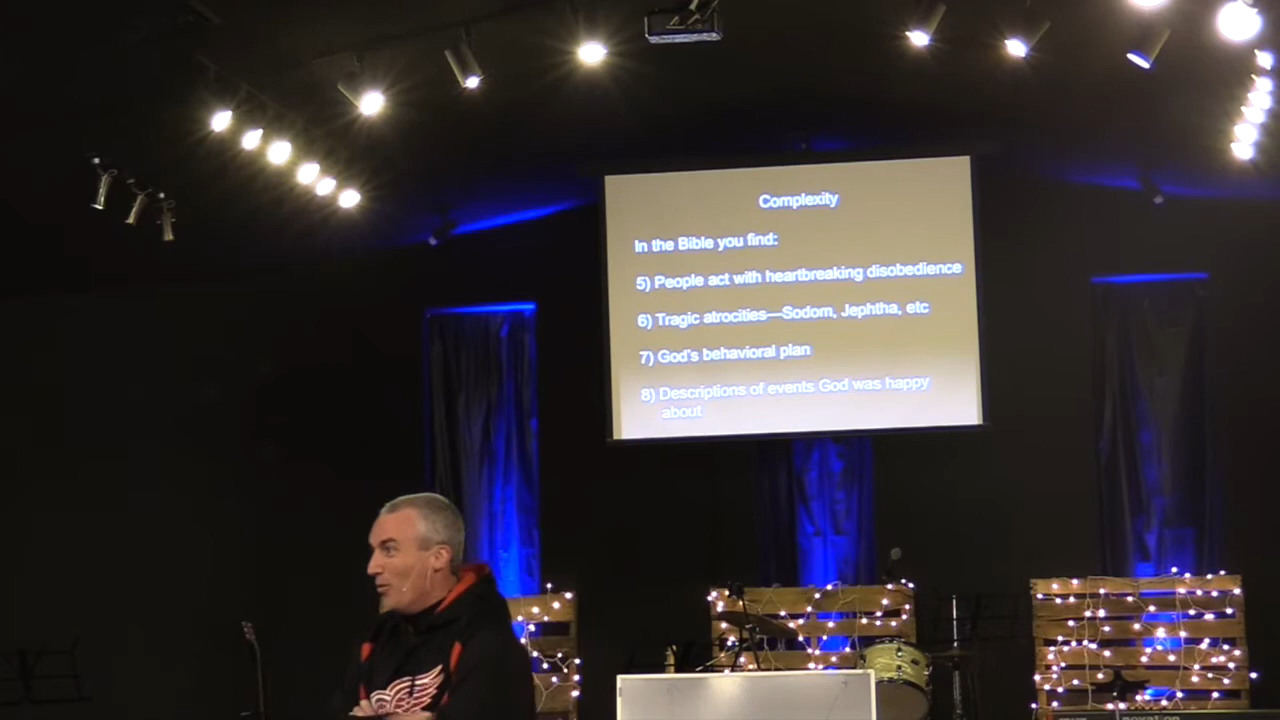 Complexity
In the Bible you find:
5) People act with heartbreaking disobedience
6) Tragic atrocities—Sodom, Jephtha, etc
7) God's behavioral plan
8) Descriptions of events God was happy
about